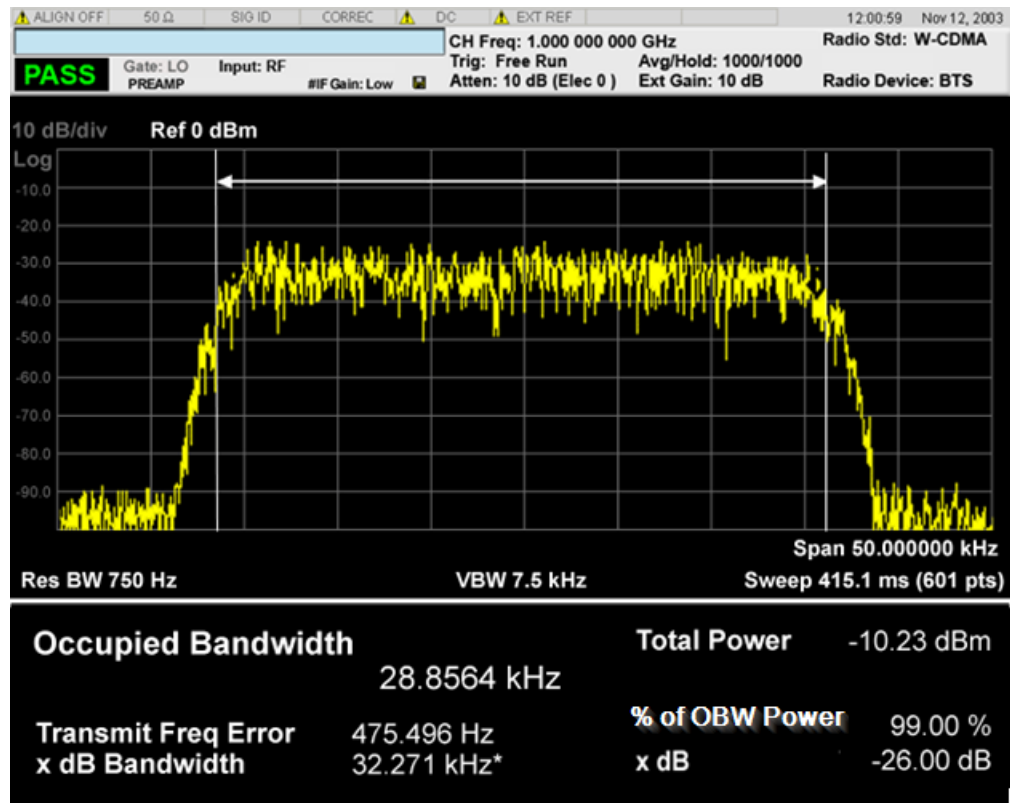 ALIGN OFF 50 Ω SIG ID CORREC DC EXT REF 12:00:59 Nov 12, 2003
CH Freq: 1.000 000 000 GHz Radio Std: W-CDMA
PASS Gate: LO Input: RF Trig: Free Run Avg/Hold: 1000/1000
PREAMP #IF Gain: Low Atten: 10 dB (Elec 0 ) Ext Gain: 10 dB Radio Device: BTS
10 dB/div Ref 0 dBm
Log
-10.0
-20.0
-30.0
-40.0
-50.0
-60.0
-70.0
-80.0
-90.0
Span 50.000000 kHz
Res BW 750 Hz VBW 7.5 kHz Sweep 415.1 ms (601 pts)
Occupied Bandwidth Total Power -10.23 dBm
28.8564 kHz
Transmit Freq Error 475.496 Hz % of OBW Power 99.00 %
x dB Bandwidth 32.271 kHz* x dB -26.00 dB